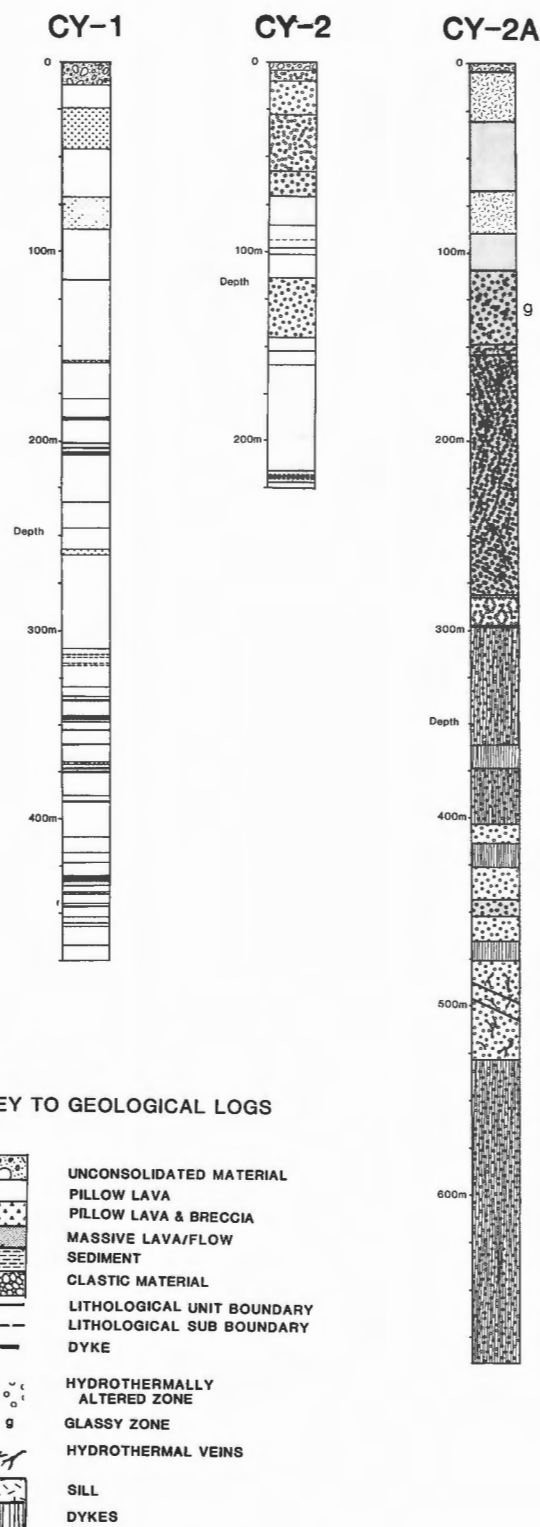 CY-1 CY-2 CY-2A
0
100m
200m
Depth
300m
400m
0
100m
Depth
200m
0
100m
g
200m
300m
Depth
400m
500m
600m
EY TO GEOLOGICAL LOGS
UNCONSOLIDATED MATERIAL
PILLOW LAVA
PILLOW LAVA & BRECCIA
MASSIVE LAVA/FLOW
SEDIMENT
CLASTIC MATERIAL
LITHOLOGICAL UNIT BOUNDARY
LITHOLOGICAL SUB BOUNDARY
DYKE
HYDROTHERMALLY
ALTERED ZONE
g GLASSY ZONE
HYDROTHERMAL VEINS
SILL
DYKES